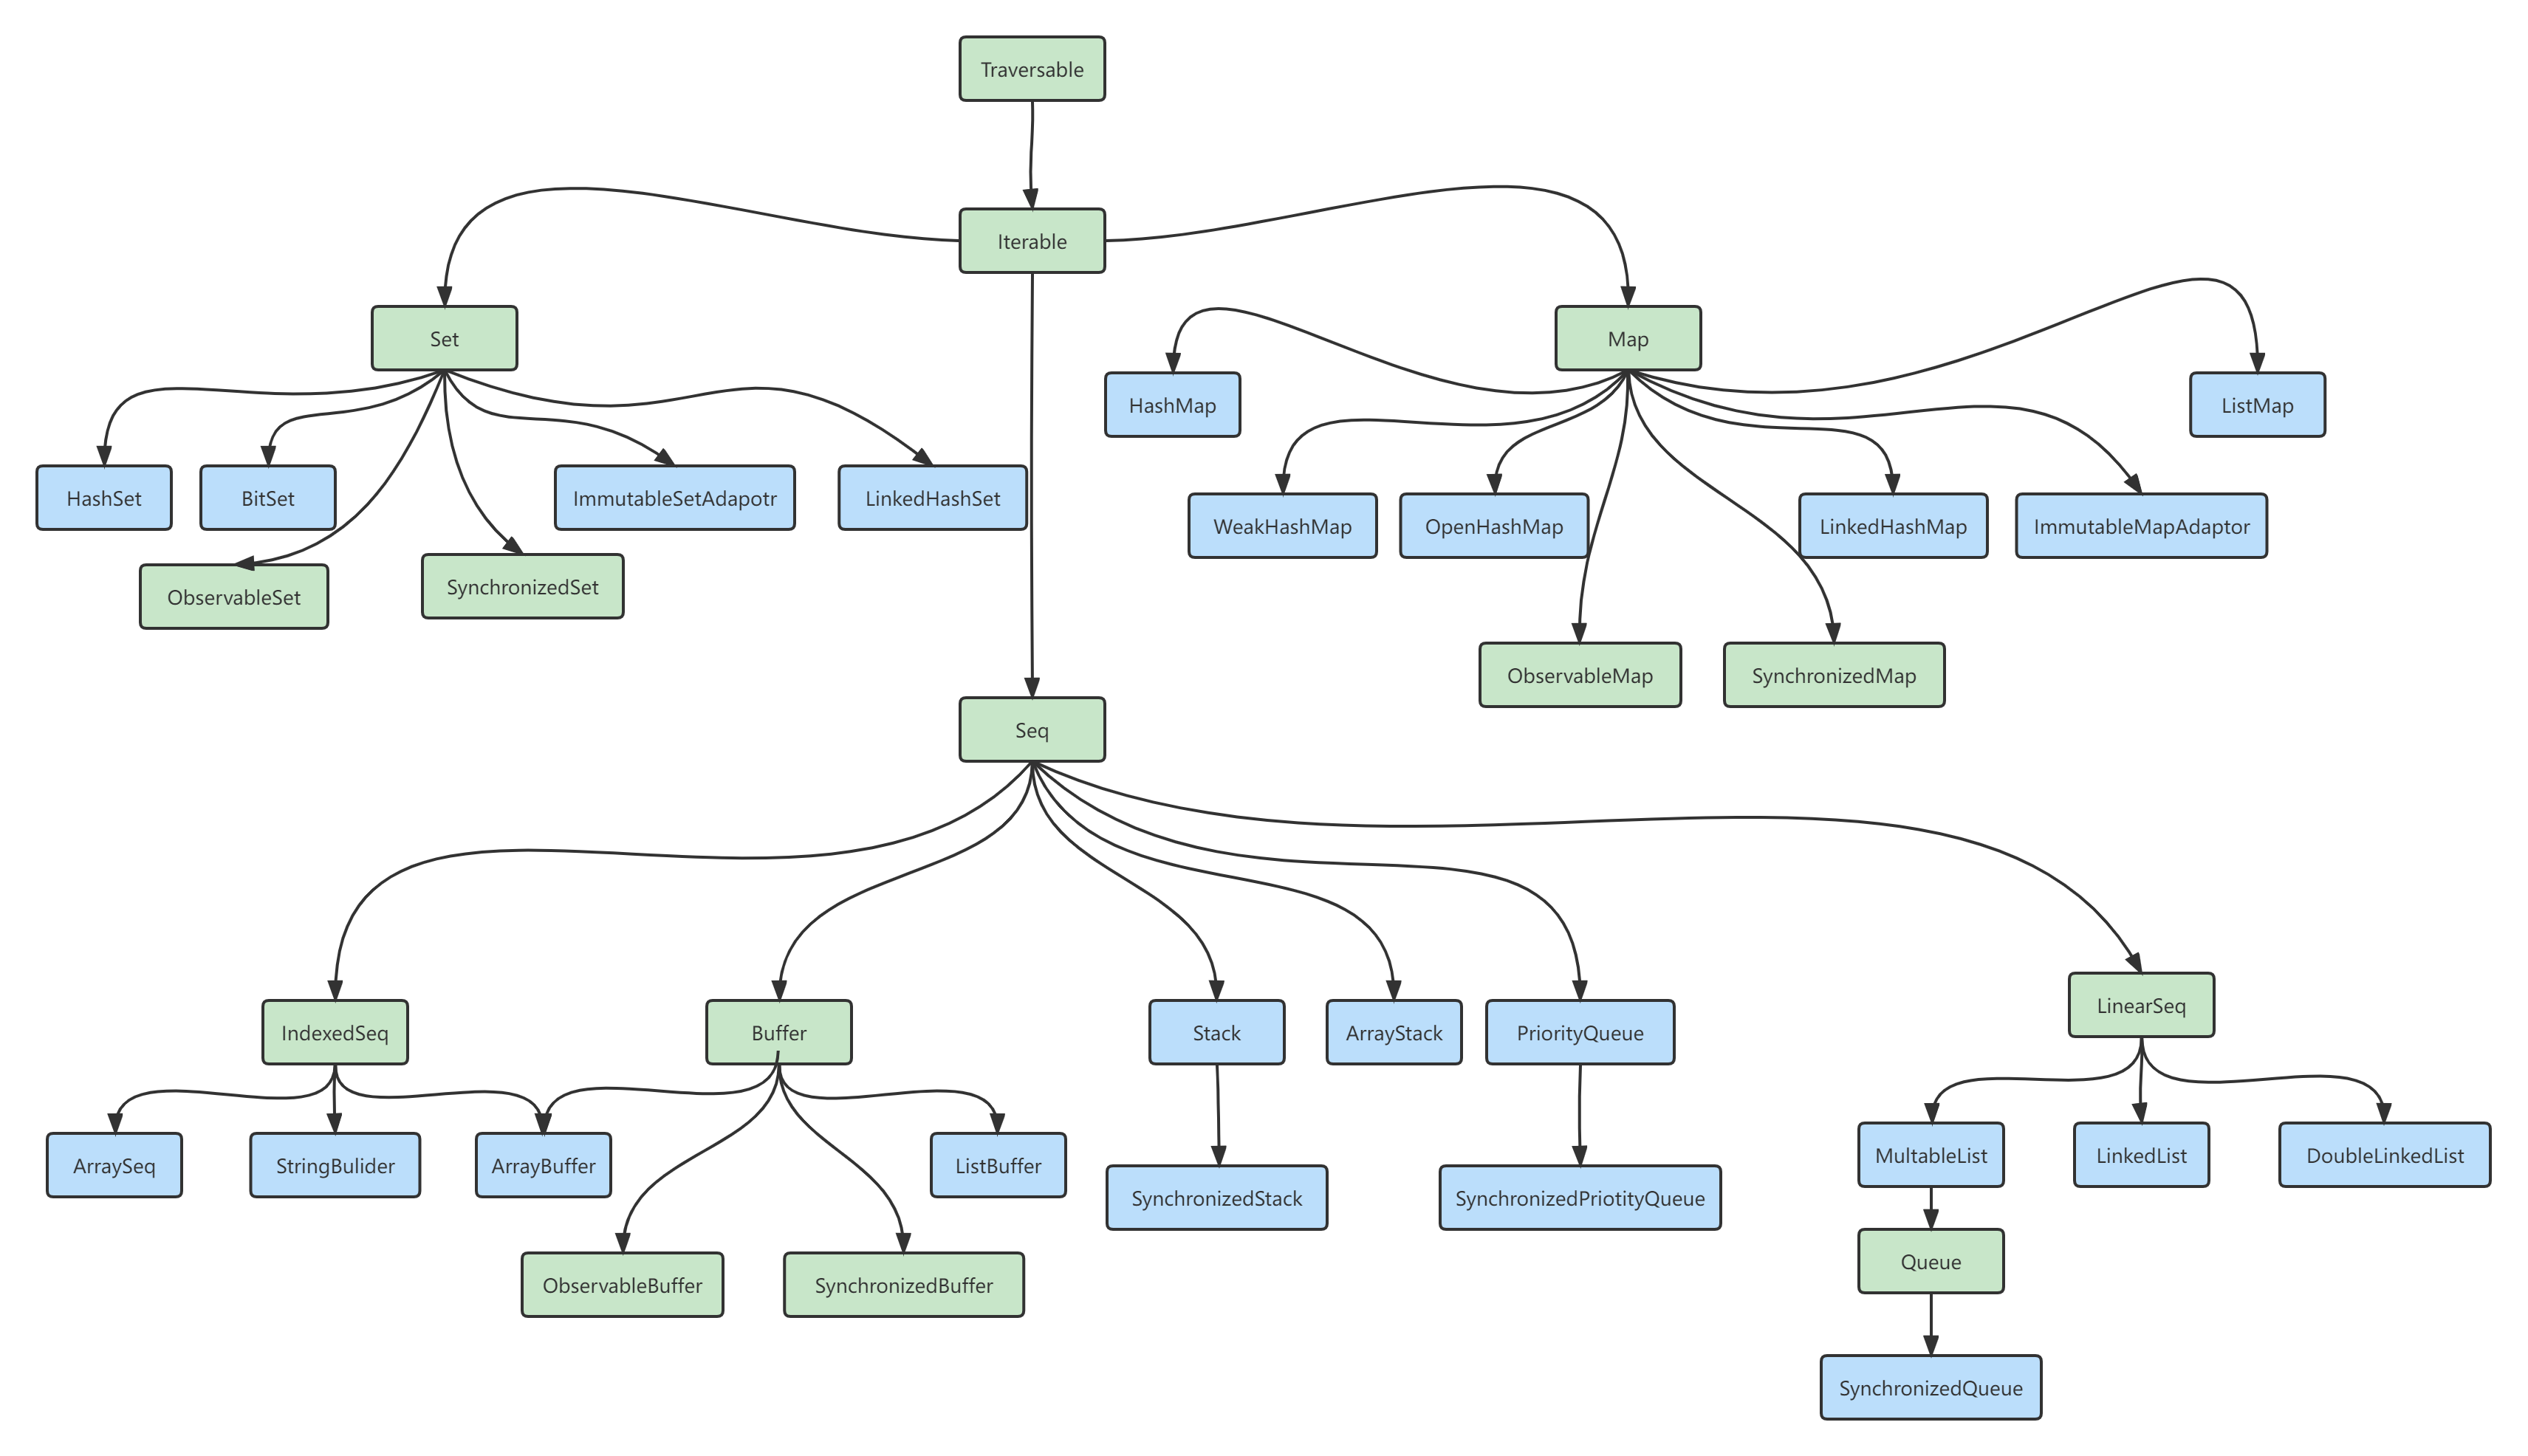 Traversable
Iterable
Set
Map
HashMap
ListMap
HashSet
BitSet
ImmutableSetAdapotr
LinkedHashSet
WeakHashMap
OpenHashMap
LinkedHashMap
ImmutableMapAdaptor
ObservableSet
SynchronizedSet
ObservableMap
SynchronizedMap
Seq
IndexedSeq
Buffer
Stack
ArrayStack
PriorityQueue
LinearSeq
ArraySeq
StringBulider
ArrayBuffer
ListBuffer
SynchronizedStack
SynchronizedPriotityQueue
MultableList
LinkedList
DoubleLinkedList
ObservableBuffer
SynchronizedBuffer
Queue
SynchronizedQueue